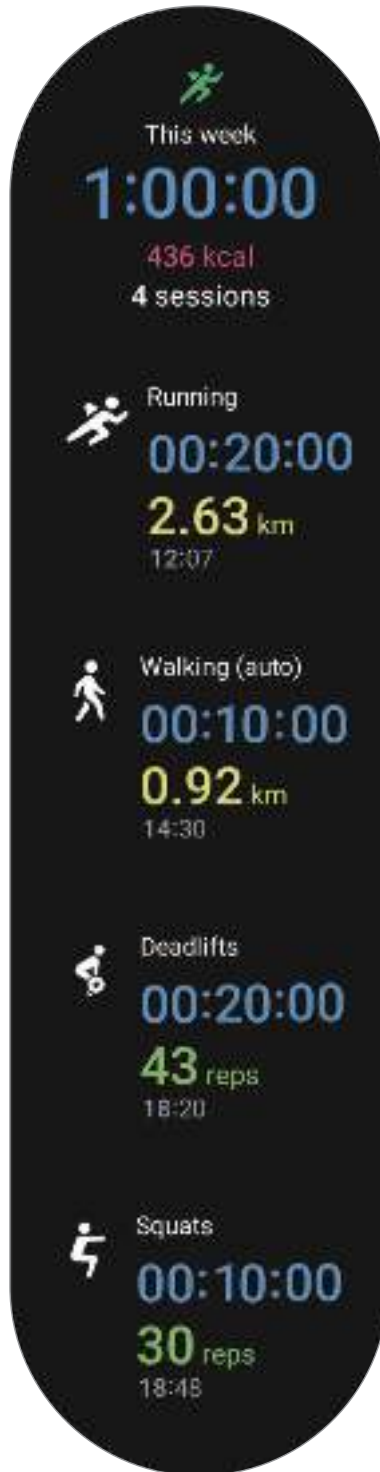 This week
1:00:00
436 kcal
4 sessions
Running
00:20:00
2.63 km
12:07
Walking (auto)
00:10:00
0.92 km
14:30
Deadlifts
00:20:00
43 reps
18:20
Squats
00:10:00
30 reps
18:48